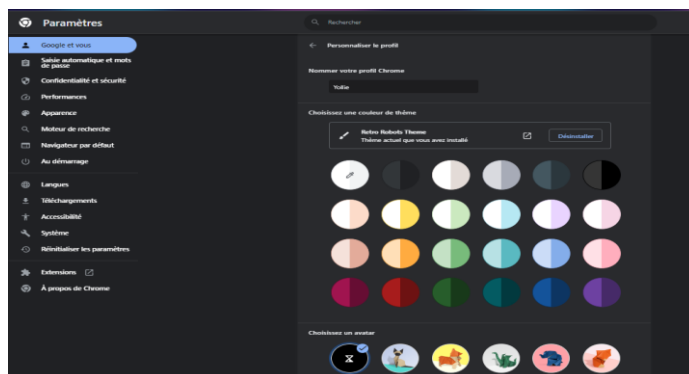 Paramètres
Rechercher
Google et vous
Saisie automatique et mots
de passe
Confidentialité et sécurité
Performances
Apparence
Moteur de recherche
Navigateur par défaut
Au démarrage
Langues
Téléchargements
Accessibilité
Système
Réinitialiser les paramètres
Extensions
À propos de Chrome
Personnaliser le profil
Nommer votre profil Chrome
Choisissez une couleur de thème
Retro Robots Theme
Thème actuel que vous avez installé
Désinstaller
Choisissez un avatar